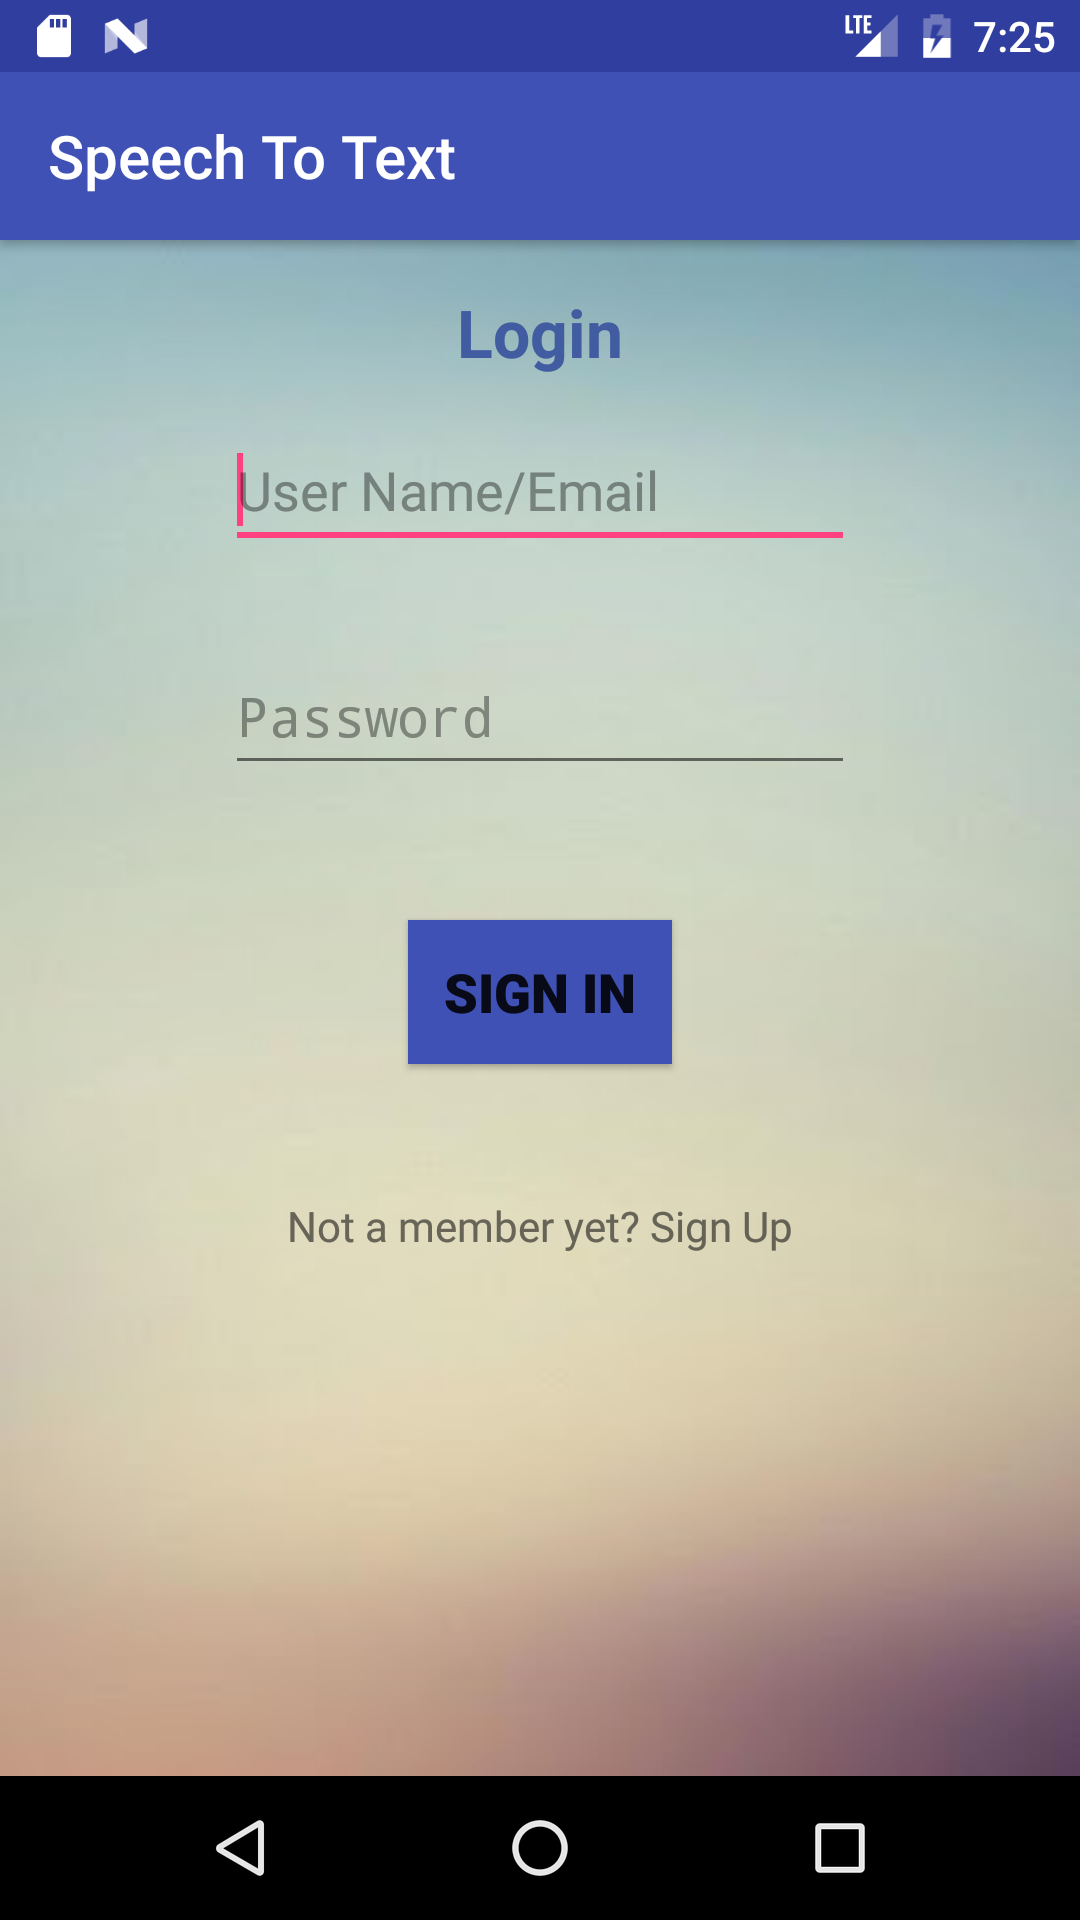 LTE 7:25
Speech To Text
Login
User Name/Email
Password
SIGN IN
Not a member yet? Sign Up